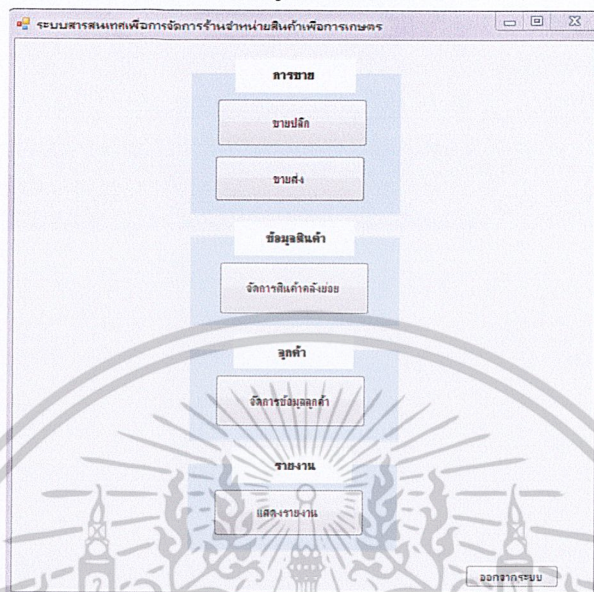 ระบบสารสนเทศเพื่อการจัดการร้านจำหน่ายสินค้าเพื่อการเกษตร
การขาย
ขายปลีก
ขายส่ง
ข้อมูลสินค้า
จัดการสินค้าคลังย่อย
ลูกค้า
จัดการข้อมูลลูกค้า
รายงาน
แสดงรายงาน
ออกจากระบบ